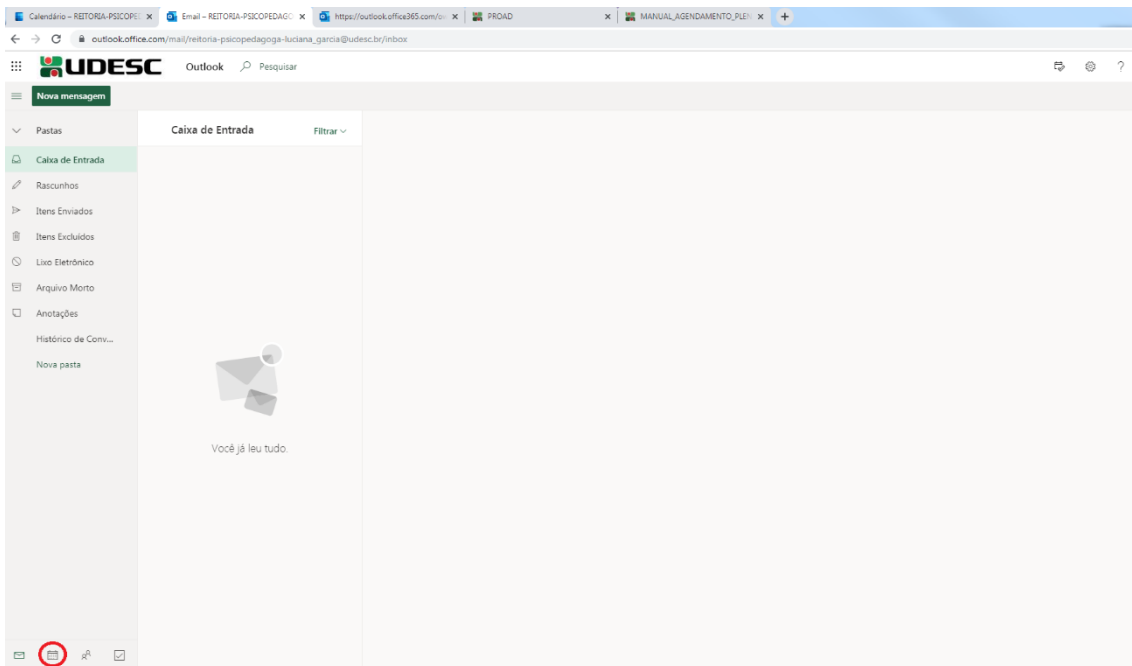 Calendário – REITORIA-PSICOPE
Email – REITORIA-PSICOPEDAGO
https://outlook.office365.com/o
PROAD
MANUAL_AGENDAMENTO_PLEN
outlook.office.com/mail/reitoria-psicopedagoga-luciana_garcia@udesc.br/inbox
UDESC
Outlook
Pesquisar
Nova mensagem
Pastas
Caixa de Entrada
Filtrar
Caixa de Entrada
Rascunhos
Itens Enviados
Itens Excluídos
Lixo Eletrônico
Arquivo Morto
Anotações
Histórico de Conv...
Nova pasta
Você já leu tudo.